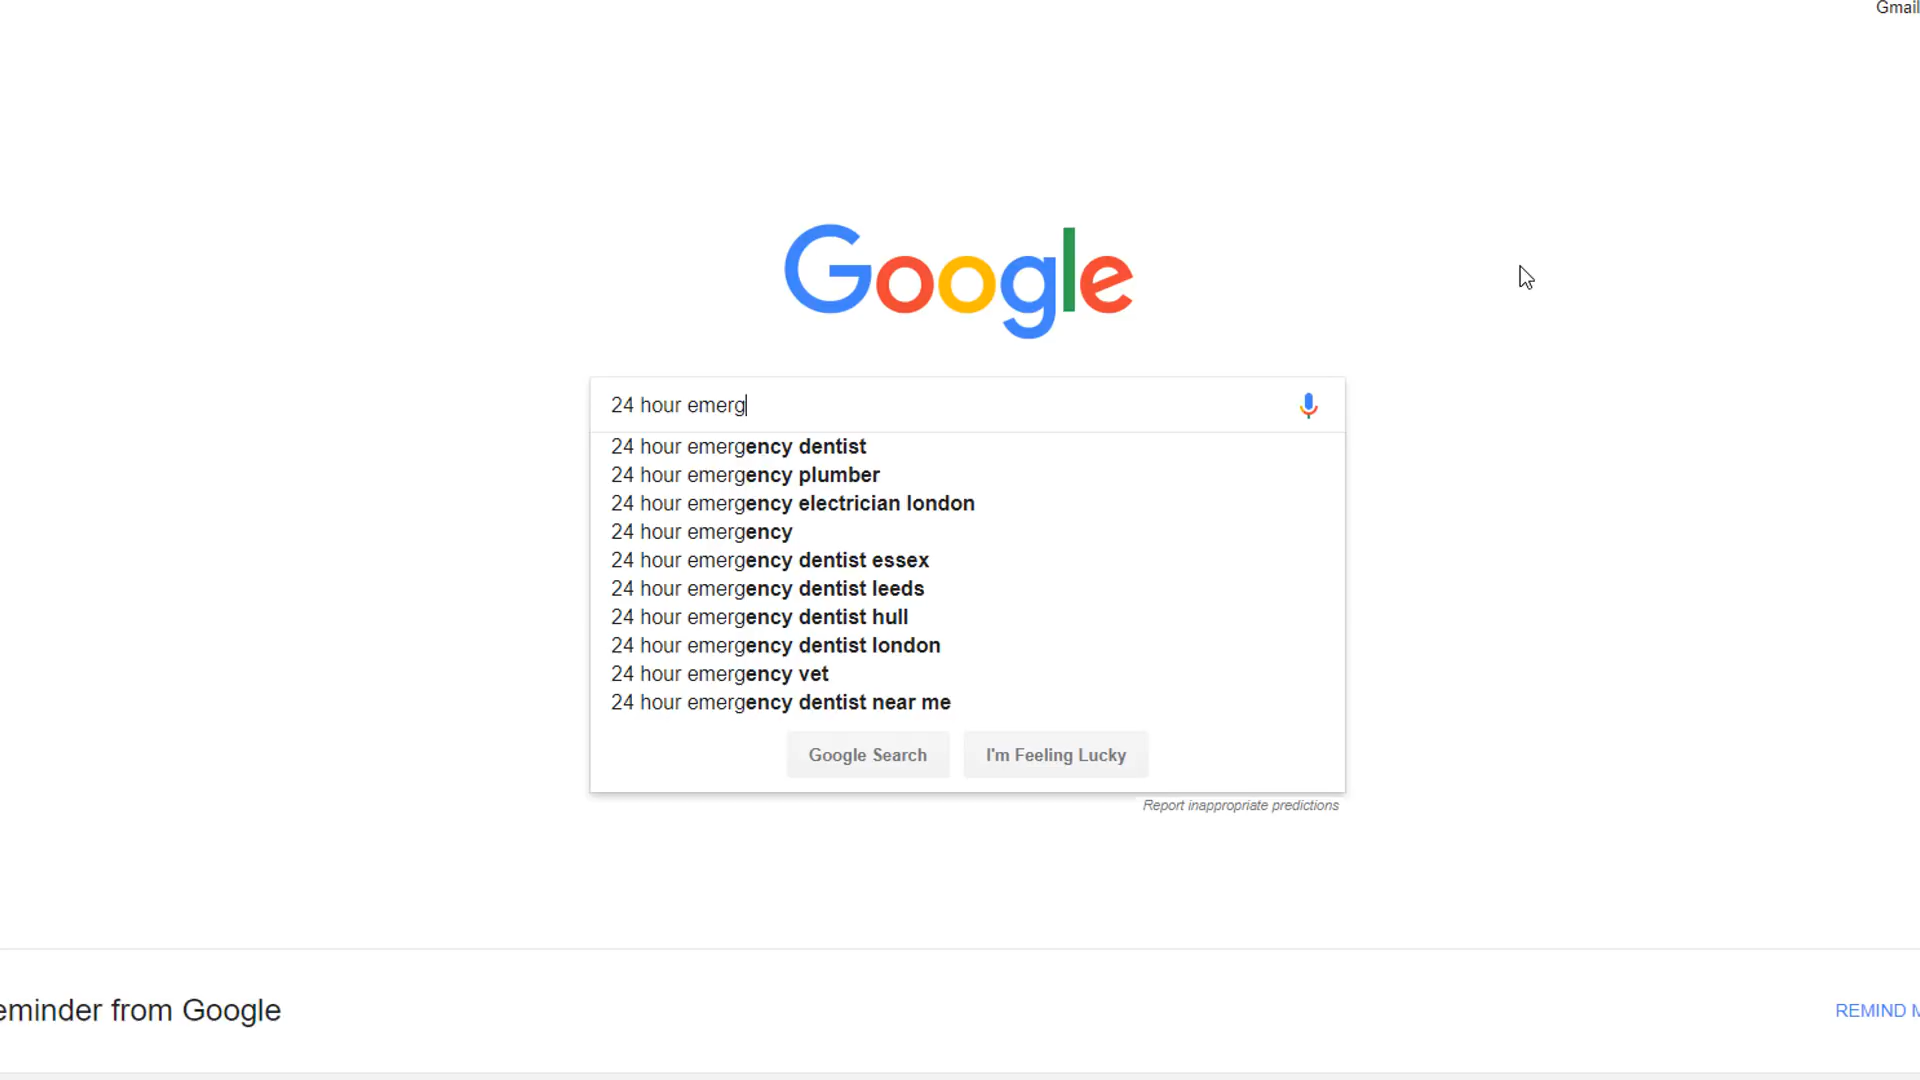 Gmail
Google
24 hour emerg
24 hour emergency dentist
24 hour emergency plumber
24 hour emergency electrician london
24 hour emergency
24 hour emergency dentist essex
24 hour emergency dentist leeds
24 hour emergency dentist hull
24 hour emergency dentist london
24 hour emergency vet
24 hour emergency dentist near me
Google Search I'm Feeling Lucky
Report inappropriate predictions
eminder from Google REMIND M